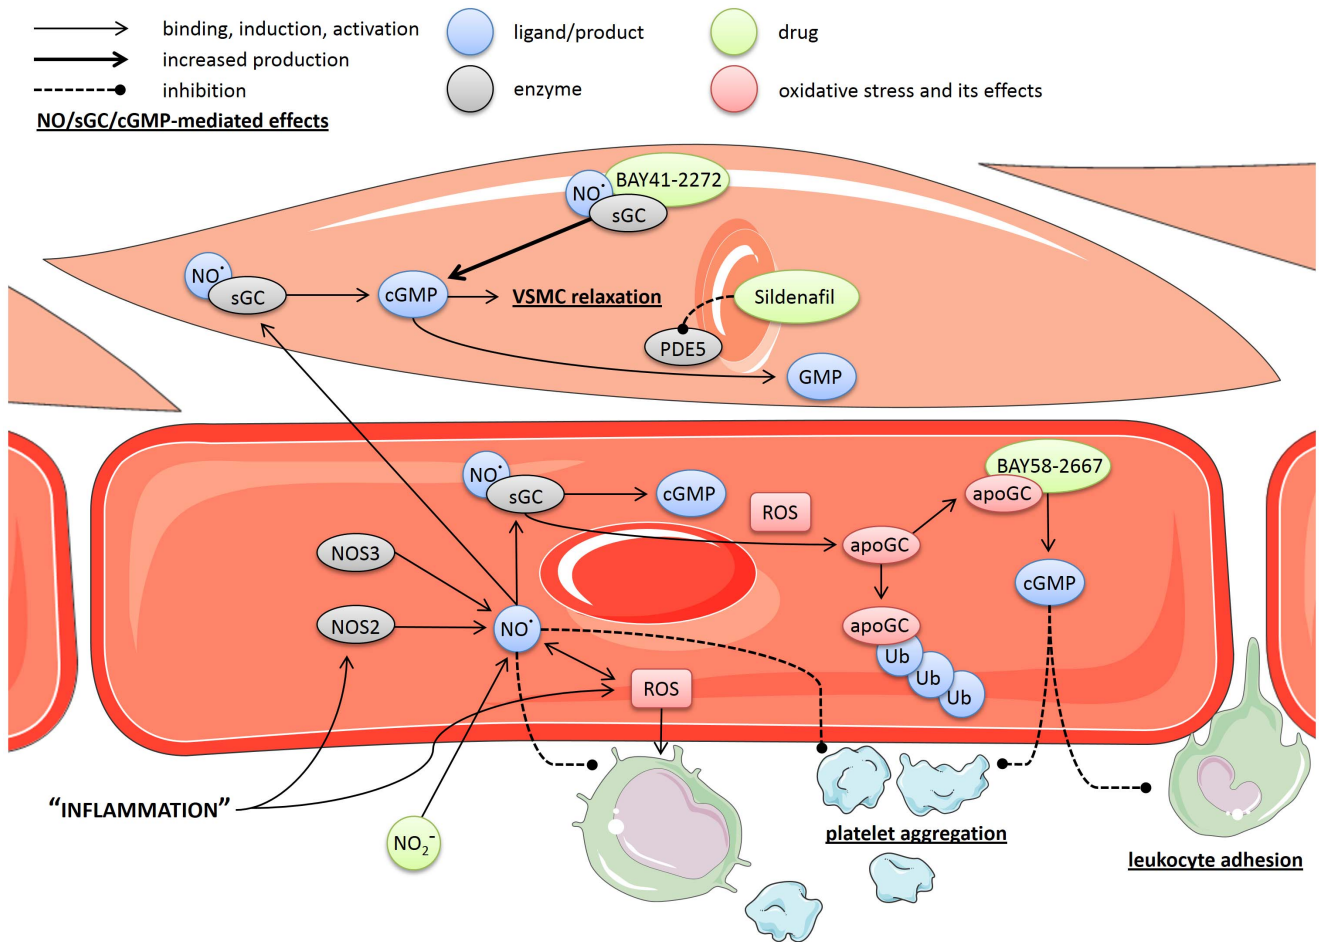 binding, induction, activation
increased production
inhibition
NO/sGC/cGMP-mediated effects
ligand/product
enzyme
drug
oxidative stress and its effects
NO•
BAY41-2272
sGC
NO•
sGC
cGMP
VSMC relaxation
Sildenafil
PDE5
GMP
NO•
sGC
cGMP
ROS
BAY58-2667
apoGC
apoGC
NOS3
cGMP
NOS2
NO•
apoGC
Ub
Ub
Ub
ROS
“INFLAMMATION”
NO₂⁻
platelet aggregation
leukocyte adhesion